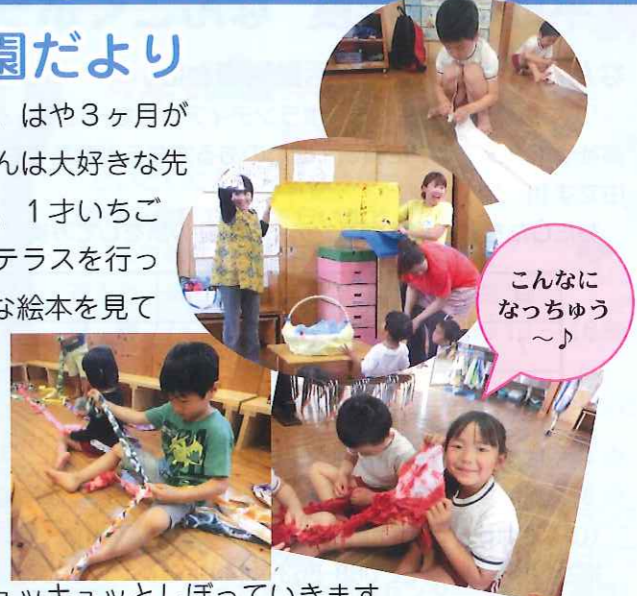 園だより
はや３ヶ月が
んは大好きな先
１才いちご
テラスを行っ
な絵本を見て
こんなに
なっちゅう
～♪
ュッキュッとしぼっていきます